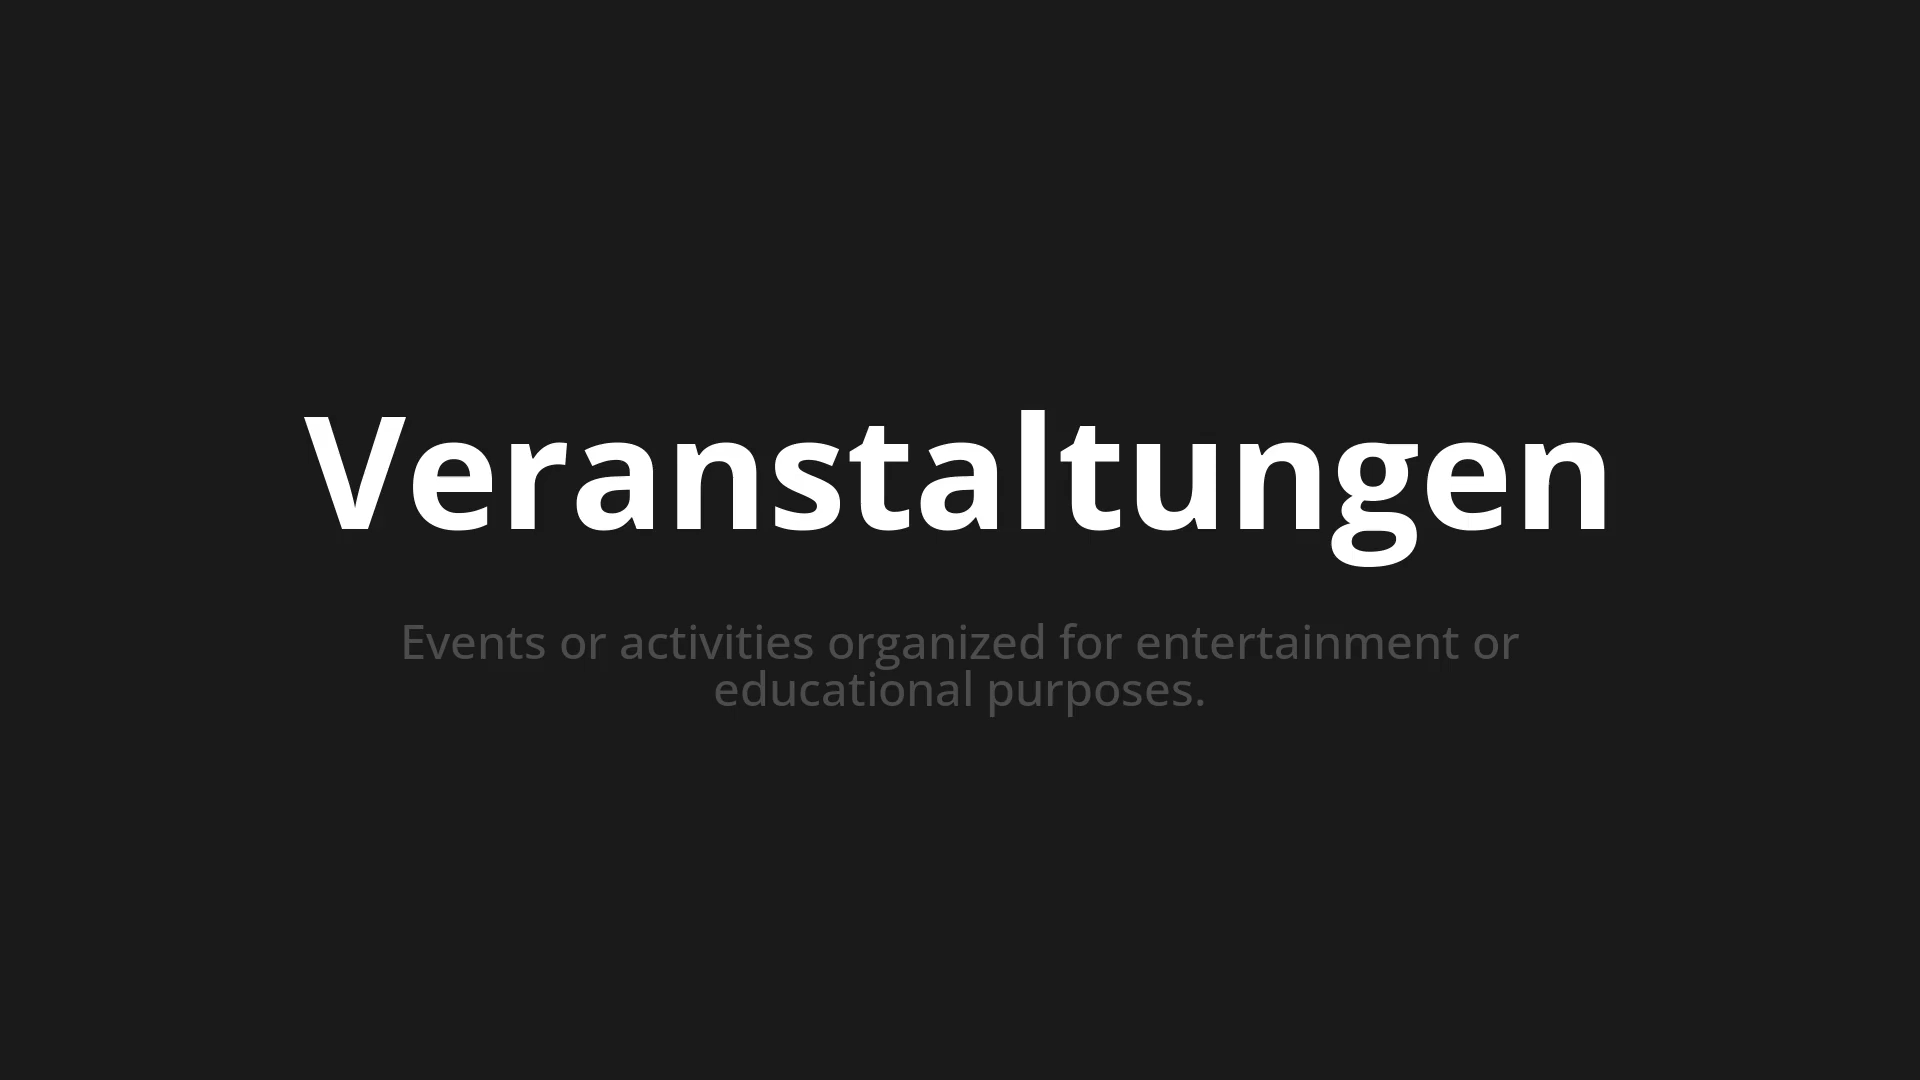 Veranstaltungen
Events or activities organized for entertainment or
educational purposes.